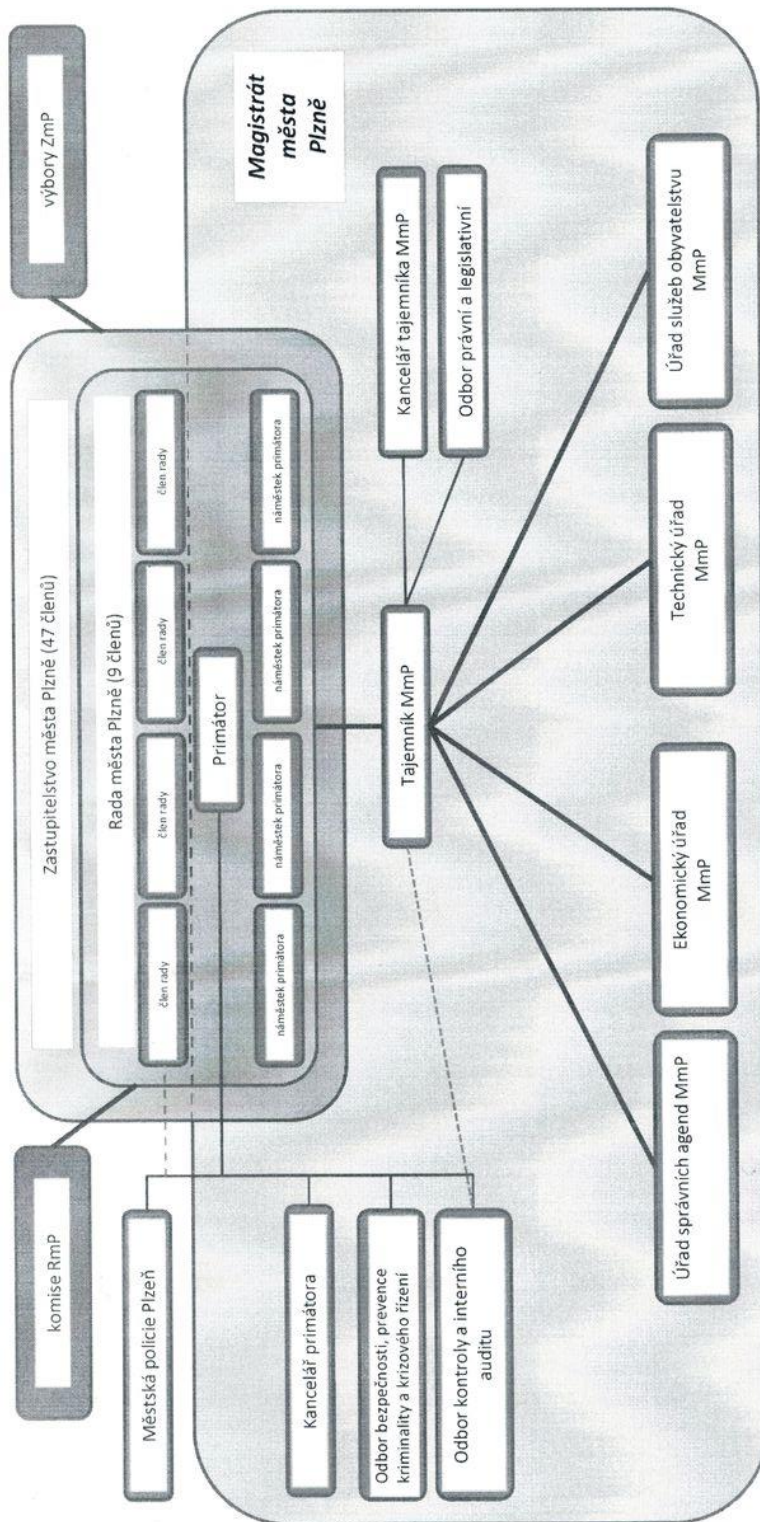 komise RmP
výbory ZmP
Zastupitelstvo města Plzně (47 členů)
Rada města Plzně (9 členů)
člen rady
člen rady
člen rady
člen rady
Primátor
náměstek primátora
náměstek primátora
náměstek primátora
náměstek primátora
Magistrát
města
Plzně
Městská policie Plzeň
Kancelář primátora
Odbor bezpečnosti, prevence
kriminality a krizového řízení
Odbor kontroly a interního
auditu
Tajemník MmP
Kancelář tajemníka MmP
Odbor právní a legislativní
Úřad správních agend MmP
Ekonomický úřad
MmP
Technický úřad
MmP
Úřad služeb obyvatelstvu
MmP